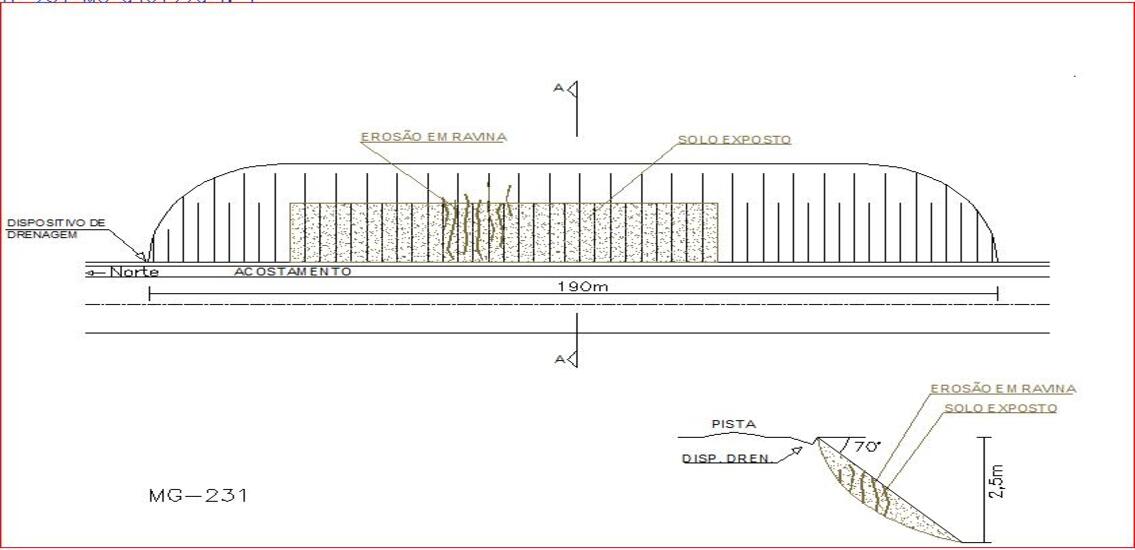 A
EROSÃO EM RAVINA
SOLO EXPOSTO
DISPOSITIVO DE
DRENAGEM
Norte
ACOSTAMENTO
190m
A
EROSÃO EM RAVINA
SOLO EXPOSTO
PISTA
70°
DISP. DREN.
2,5m
MG-231